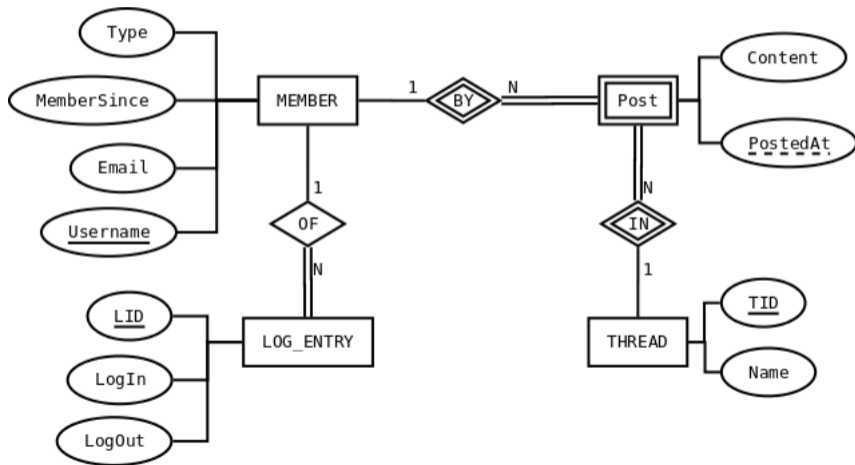 Type
MemberSince
Email
Username
MEMBER
1
BY
N
Post
Content
PostedAt
1
OF
N
N
IN
1
LID
LogIn
LogOut
LOG_ENTRY
THREAD
TID
Name